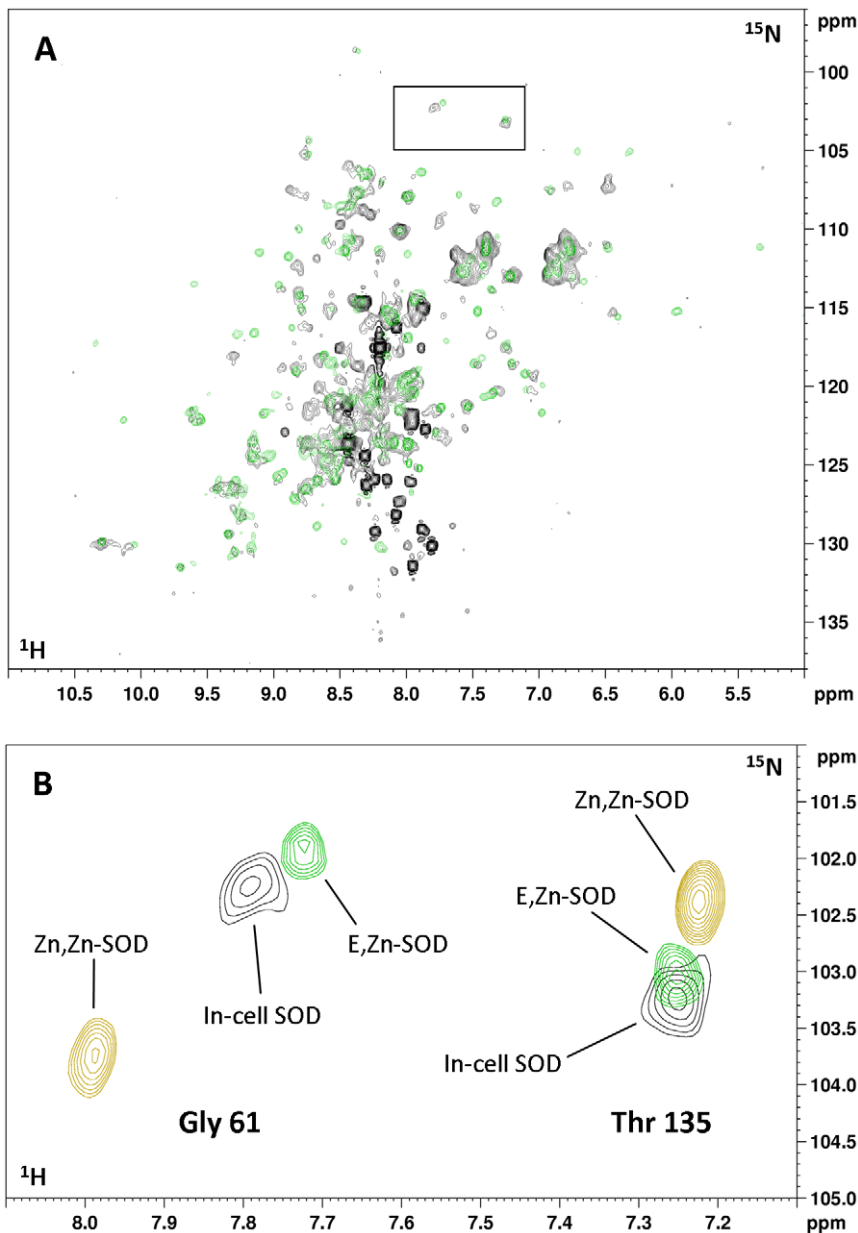 A
¹⁵N
ppm
100
105
110
115
120
125
130
135
¹H
10.5 10.0 9.5 9.0 8.5 8.0 7.5 7.0 6.5 6.0 5.5 ppm
B
¹⁵N
ppm
Zn,Zn-SOD
101.5
E,Zn-SOD
102.0
Zn,Zn-SOD
E,Zn-SOD
102.5
In-cell SOD
103.0
In-cell SOD
103.5
104.0
Gly 61
Thr 135
104.5
¹H
105.0
8.0 7.9 7.8 7.7 7.6 7.5 7.4 7.3 7.2 ppm